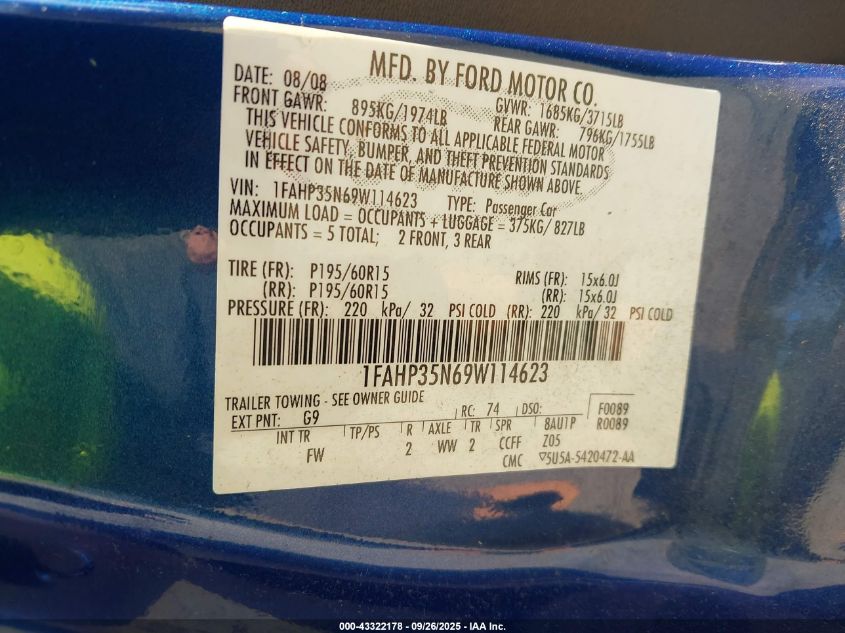 MFD. BY FORD MOTOR CO.
DATE: 08/08 GVWR: 1685KG/3715LB
FRONT GAWR: 895KG/1974LB REAR GAWR: 796KG/1755LB
THIS VEHICLE CONFORMS TO ALL APPLICABLE FEDERAL MOTOR
VEHICLE SAFETY, BUMPER, AND THEFT PREVENTION STANDARDS
IN EFFECT ON THE DATE OF MANUFACTURE SHOWN ABOVE.
VIN: 1FAHP35N69W114623 TYPE: Passenger Car
MAXIMUM LOAD = OCCUPANTS + LUGGAGE = 375KG/ 827LB
OCCUPANTS = 5 TOTAL; 2 FRONT, 3 REAR
TIRE (FR): P195/60R15 RIMS (FR): 15x6.0J
(RR): P195/60R15 (RR): 15x6.0J
PRESSURE (FR): 220 kPa/ 32 PSI COLD (RR): 220 kPa/ 32 PSI COLD
1FAHP35N69W114623
TRAILER TOWING - SEE OWNER GUIDE
EXT PNT: G9 RC: 74 DSO: F0089
R0089
INT TR TP/PS R AXLE TR SPR 8AU1P
FW 2 WW 2 CCFF Z05
CMC ▽5U5A-5420472-AA
000-43322178 - 09/26/2025 - IAA Inc.